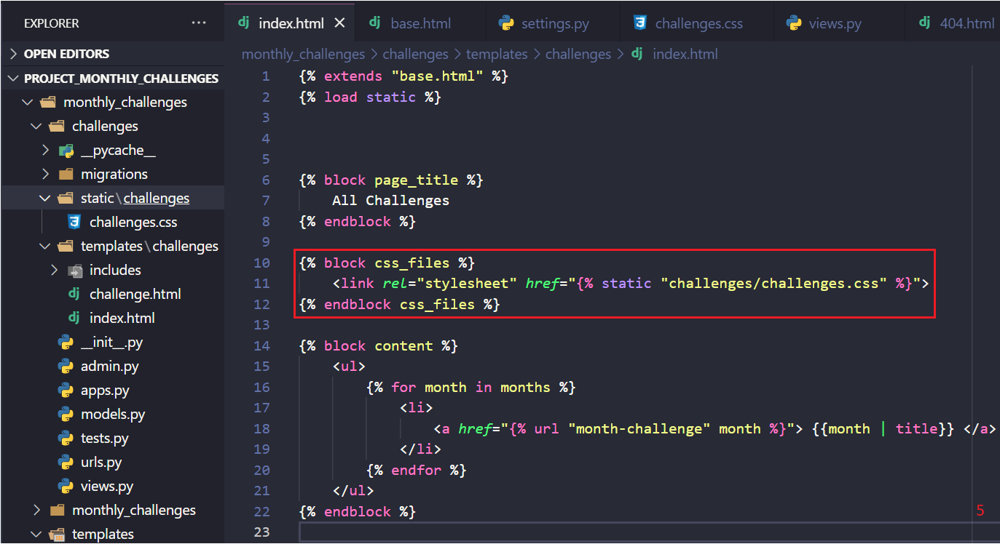 EXPLORER ...
OPEN EDITORS
PROJECT_MONTHLY_CHALLENGES
monthly_challenges
challenges
__pycache__
migrations
static\challenges
challenges.css
templates\challenges
includes
challenge.html
index.html
__init__.py
admin.py
apps.py
models.py
tests.py
urls.py
views.py
monthly_challenges
templates
index.html base.html settings.py challenges.css views.py 404.html
monthly_challenges > challenges > templates > challenges > index.html
1 {% extends "base.html" %}
2 {% load static %}
3
4
5
6 {% block page_title %}
7     All Challenges
8 {% endblock %}
9
10 {% block css_files %}
11     <link rel="stylesheet" href="{% static "challenges/challenges.css" %}">
12 {% endblock css_files %}
13
14 {% block content %}
15     <ul>
16         {% for month in months %}
17             <li>
18                 <a href="{% url "month-challenge" month %}"> {{month | title}} </a>
19             </li>
20         {% endfor %}
21     </ul>
22 {% endblock %} 5
23